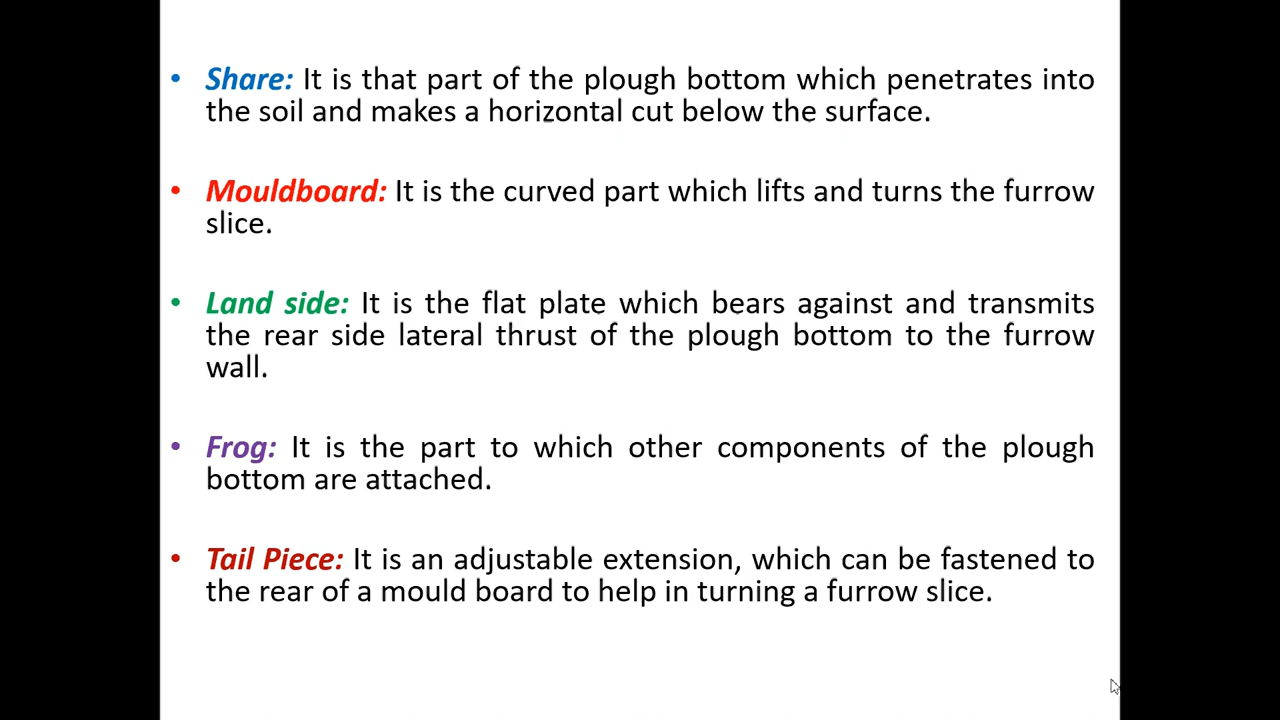 • Share: It is that part of the plough bottom which penetrates into
the soil and makes a horizontal cut below the surface.
• Mouldboard: It is the curved part which lifts and turns the furrow
slice.
• Land side: It is the flat plate which bears against and transmits
the rear side lateral thrust of the plough bottom to the furrow
wall.
• Frog: It is the part to which other components of the plough
bottom are attached.
• Tail Piece: It is an adjustable extension, which can be fastened to
the rear of a mould board to help in turning a furrow slice.